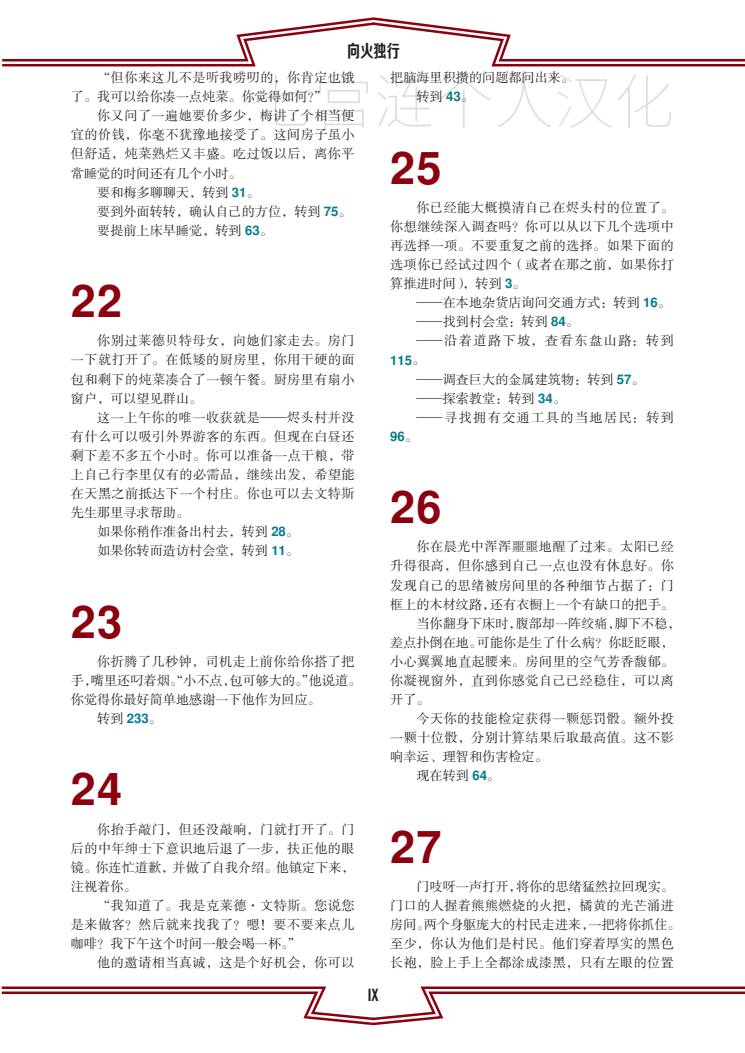 向火独行
“但你来这儿不是听我唠叨的，你肯定也饿
了。我可以给你凑一点炖菜。你觉得如何？”
你又问了一遍她要价多少，梅讲了个相当便
宜的价钱，你毫不犹豫地接受了。这间房子虽小
但舒适，炖菜熟烂又丰盛。吃过饭以后，离你平
常睡觉的时间还有几个小时。
要和梅多聊聊天，转到 31。
要到外面转转，确认自己的方位，转到 75。
要提前上床早睡觉，转到 63。
22
你别过莱德贝特母女，向她们家走去。房门
一下就打开了。在低矮的厨房里，你用干硬的面
包和剩下的炖菜凑合了一顿午餐。厨房里有扇小
窗户，可以望见群山。
这一上午你的唯一收获就是——烬头村并没
有什么可以吸引外界游客的东西。但现在白昼还
剩下差不多五个小时。你可以准备一点干粮，带
上自己行李里仅有的必需品，继续出发，希望能
在天黑之前抵达下一个村庄。你也可以去文特斯
先生那里寻求帮助。
如果你稍作准备出村去，转到 28。
如果你转而造访村会堂，转到 11。
23
你折腾了几秒钟，司机走上前你给你搭了把
手，嘴里还叼着烟。“小不点，包可够大的。”他说道。
你觉得你最好简单地感谢一下他作为回应。
转到 233。
24
你抬手敲门，但还没敲响，门就打开了。门
后的中年绅士下意识地后退了一步，扶正他的眼
镜。你连忙道歉，并做了自我介绍。他镇定下来，
注视着你。
“我知道了。我是克莱德·文特斯。您说您
是来做客？然后就来找我了？嗯！要不要来点儿
咖啡？我下午这个时间一般会喝一杯。”
他的邀请相当真诚，这是个好机会，你可以
把脑海里积攒的问题都问出来。
转到 43。
25
你已经能大概摸清自己在烬头村的位置了。
你想继续深入调查吗？你可以从以下几个选项中
再选择一项。不要重复之前的选择。如果下面的
选项你已经试过四个（或者在那之前，如果你打
算推进时间），转到 3。
——在本地杂货店询问交通方式；转到 16。
——找到村会堂：转到 84。
——沿着道路下坡，查看东盘山路：转到
115。
——调查巨大的金属建筑物：转到 57。
——探索教堂：转到 34。
——寻找拥有交通工具的当地居民：转到
96。
26
你在晨光中浑浑噩噩地醒了过来。太阳已经
升得很高，但你感到自己一点也没有休息好。你
发现自己的思绪被房间里的各种细节占据了：门
框上的木材纹路，还有衣橱上一个有缺口的把手。
当你翻身下床时，腹部却一阵绞痛，脚下不稳，
差点扑倒在地。可能你是生了什么病？你眨眨眼，
小心翼翼地直起腰来。房间里的空气芳香馥郁。
你凝视窗外，直到你感觉自己已经稳住，可以离
开了。
今天你的技能检定获得一颗惩罚骰。额外投
一颗十位骰，分别计算结果后取最高值。这不影
响幸运、理智和伤害检定。
现在转到 64。
27
门吱呀一声打开，将你的思绪猛然拉回现实。
门口的人握着熊熊燃烧的火把，橘黄的光芒涌进
房间。两个身躯庞大的村民走进来，一把将你抓住。
至少，你认为他们是村民。他们穿着厚实的黑色
长袍，脸上手上全都涂成漆黑，只有左眼的位置
IX